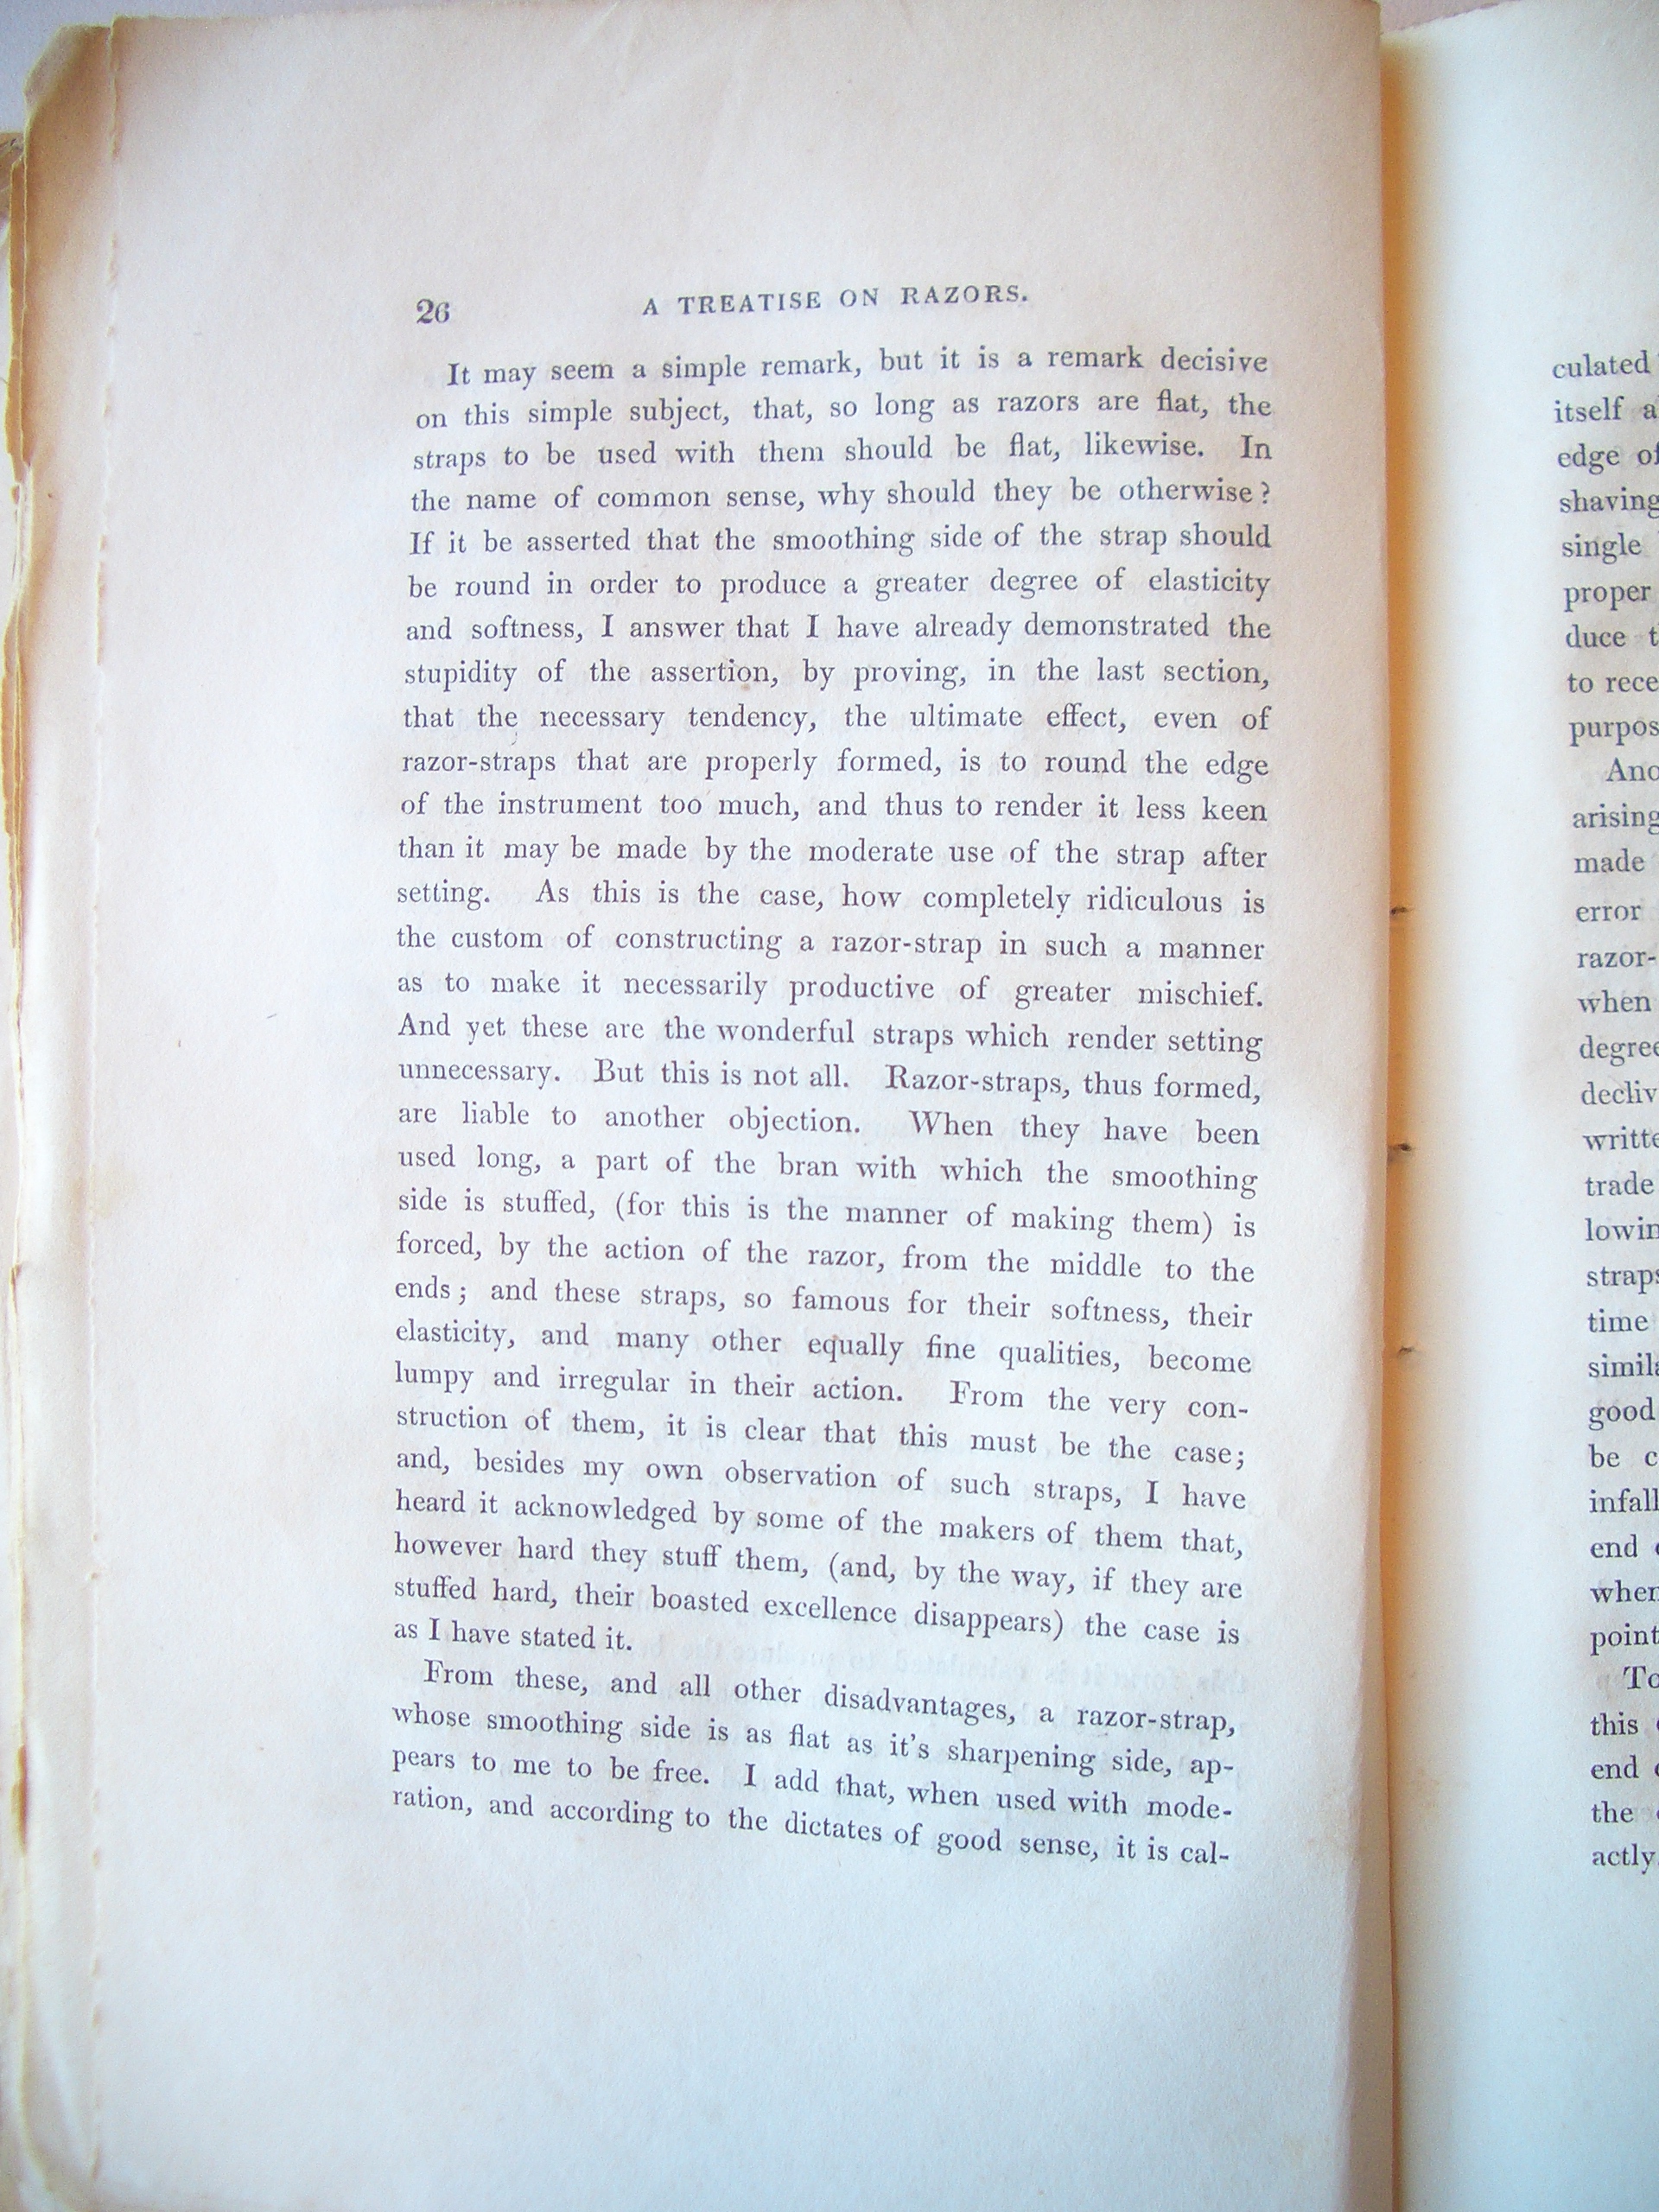 26 A TREATISE ON RAZORS.
It may seem a simple remark, but it is a remark decisive
on this simple subject, that, so long as razors are flat, the
straps to be used with them should be flat, likewise. In
the name of common sense, why should they be otherwise?
If it be asserted that the smoothing side of the strap should
be round in order to produce a greater degree of elasticity
and softness, I answer that I have already demonstrated the
stupidity of the assertion, by proving, in the last section,
that the necessary tendency, the ultimate effect, even of
razor-straps that are properly formed, is to round the edge
of the instrument too much, and thus to render it less keen
than it may be made by the moderate use of the strap after
setting. As this is the case, how completely ridiculous is
the custom of constructing a razor-strap in such a manner
as to make it necessarily productive of greater mischief.
And yet these are the wonderful straps which render setting
unnecessary. But this is not all. Razor-straps, thus formed,
are liable to another objection. When they have been
used long, a part of the bran with which the smoothing
side is stuffed, (for this is the manner of making them) is
forced, by the action of the razor, from the middle to the
ends; and these straps, so famous for their softness, their
elasticity, and many other equally fine qualities, become
lumpy and irregular in their action. From the very con-
struction of them, it is clear that this must be the case;
and, besides my own observation of such straps, I have
heard it acknowledged by some of the makers of them that,
however hard they stuff them, (and, by the way, if they are
stuffed hard, their boasted excellence disappears) the case is
as I have stated it.
From these, and all other disadvantages, a razor-strap,
whose smoothing side is as flat as it's sharpening side, ap-
pears to me to be free. I add that, when used with mode-
ration, and according to the dictates of good sense, it is cal-
culated
itself a
edge of
shaving
single
proper
duce t
to rece
purpos
Ano
arising
made
error
razor-
when
degree
decliv
writte
trade
lowin
straps
time
simila
good
be c
infall
end
when
point
To
this
end
the
actly